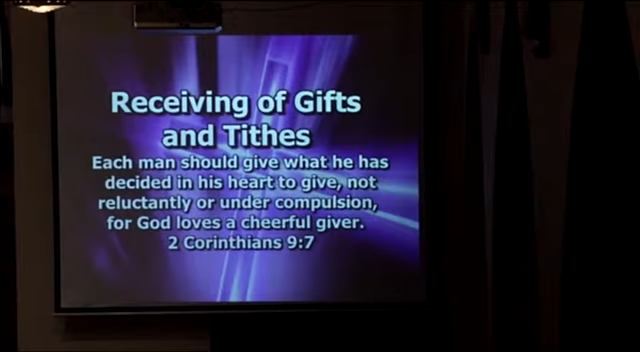 Receiving of Gifts
and Tithes
Each man should give what he has
decided in his heart to give, not
reluctantly or under compulsion,
for God loves a cheerful giver.
2 Corinthians 9:7